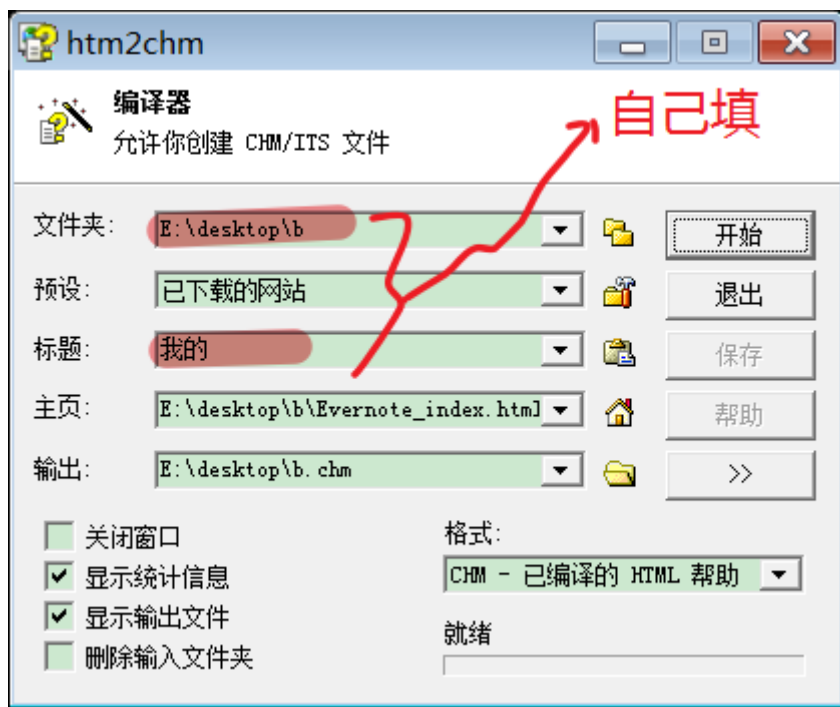 htm2chm
编译器
允许你创建 CHM/ITS 文件
自己填
文件夹: E:\desktop\b 开始
预设: 已下载的网站 退出
标题: 我的 保存
主页: E:\desktop\b\Evernote_index.html 帮助
输出: E:\desktop\b.chm >>
关闭窗口
显示统计信息
显示输出文件
删除输入文件夹
格式:
CHM - 已编译的 HTML 帮助
就绪